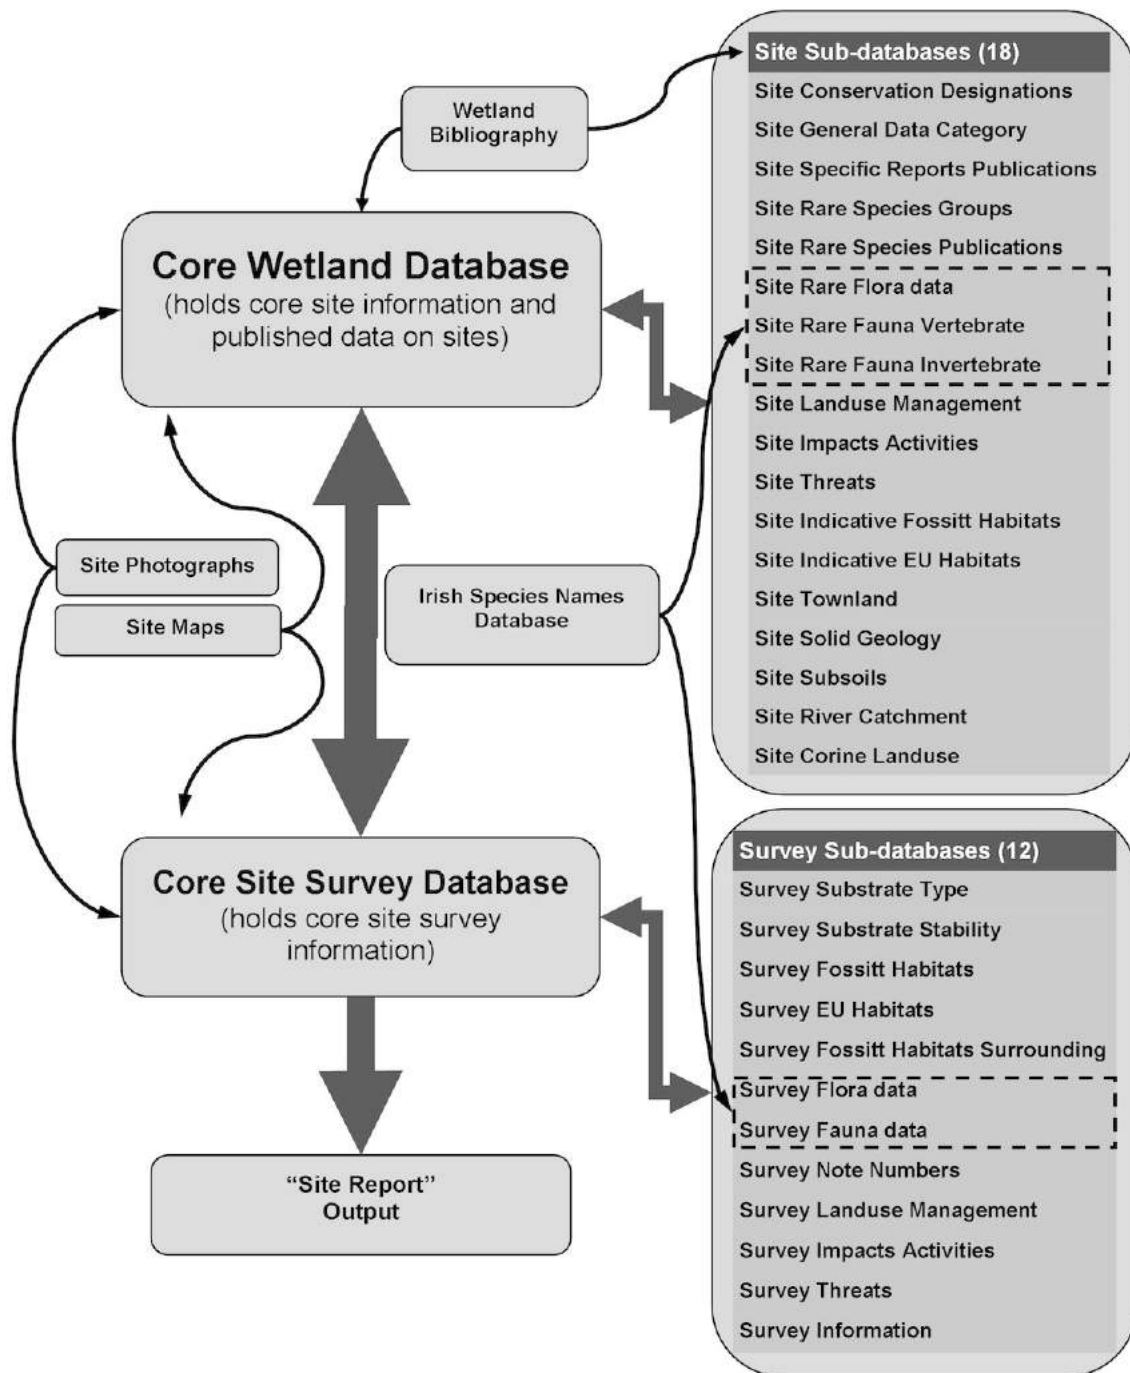 Wetland
Bibliography
Core Wetland Database
(holds core site information and
published data on sites)
Site Photographs
Site Maps
Irish Species Names
Database
Core Site Survey Database
(holds core site survey
information)
“Site Report”
Output
Site Sub-databases (18)
Site Conservation Designations
Site General Data Category
Site Specific Reports Publications
Site Rare Species Groups
Site Rare Species Publications
Site Rare Flora data
Site Rare Fauna Vertebrate
Site Rare Fauna Invertebrate
Site Landuse Management
Site Impacts Activities
Site Threats
Site Indicative Fossitt Habitats
Site Indicative EU Habitats
Site Townland
Site Solid Geology
Site Subsoils
Site River Catchment
Site Corine Landuse
Survey Sub-databases (12)
Survey Substrate Type
Survey Substrate Stability
Survey Fossitt Habitats
Survey EU Habitats
Survey Fossitt Habitats Surrounding
Survey Flora data
Survey Fauna data
Survey Note Numbers
Survey Landuse Management
Survey Impacts Activities
Survey Threats
Survey Information